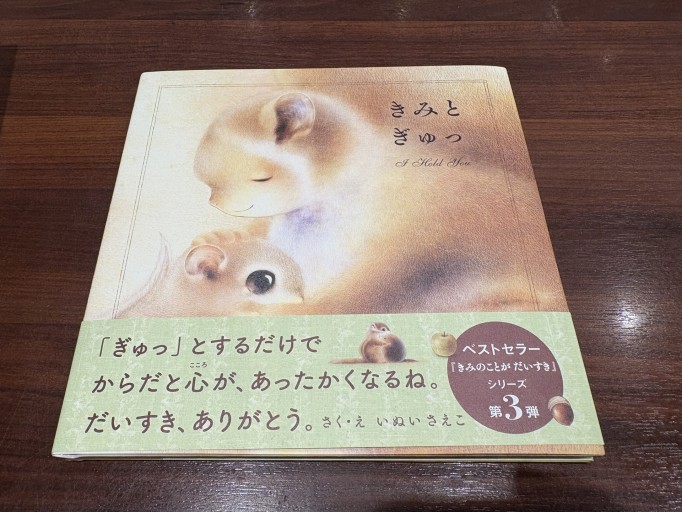 きみと
ぎゅっ
I Hold You
「ぎゅっ」とするだけで
からだと心が、あったかくなるね。
こころ
だいすき、ありがとう。さく・え いぬい さえこ
ベストセラー
『きみのことが だいすき』
シリーズ
第3弾